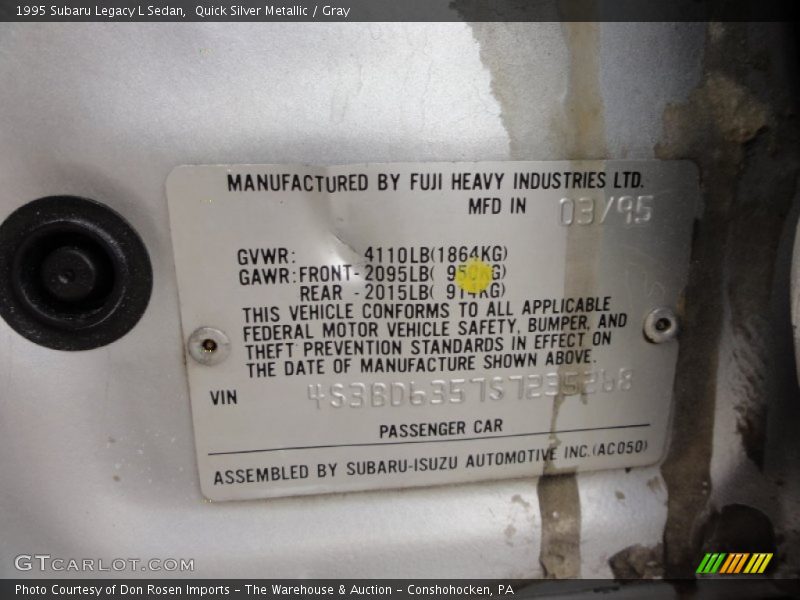 1995 Subaru Legacy L Sedan,  Quick Silver Metallic / Gray
MANUFACTURED BY FUJI HEAVY INDUSTRIES LTD.
MFD IN 03/95
GVWR: 4110LB(1864KG)
GAWR:FRONT-2095LB( 950KG)
REAR -2015LB( 914KG)
THIS VEHICLE CONFORMS TO ALL APPLICABLE
FEDERAL MOTOR VEHICLE SAFETY, BUMPER, AND
THEFT PREVENTION STANDARDS IN EFFECT ON
THE DATE OF MANUFACTURE SHOWN ABOVE.
VIN 4S3BD6357S7235268
PASSENGER CAR
ASSEMBLED BY SUBARU-ISUZU AUTOMOTIVE INC.(AC050)
GTCARLOT.COM
Photo Courtesy of Don Rosen Imports – The Warehouse & Auction – Conshohocken, PA